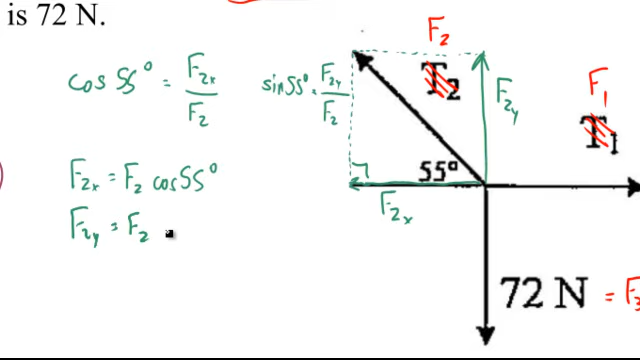 is 72 N.
cos 55° = F₂ₓ / F₂
sin 55° = F₂y / F₂
F₂ₓ = F₂ cos 55°
F₂y = F₂
F₂
T₂
F₂y
F₁
T₁
55°
F₂ₓ
72 N = F₃